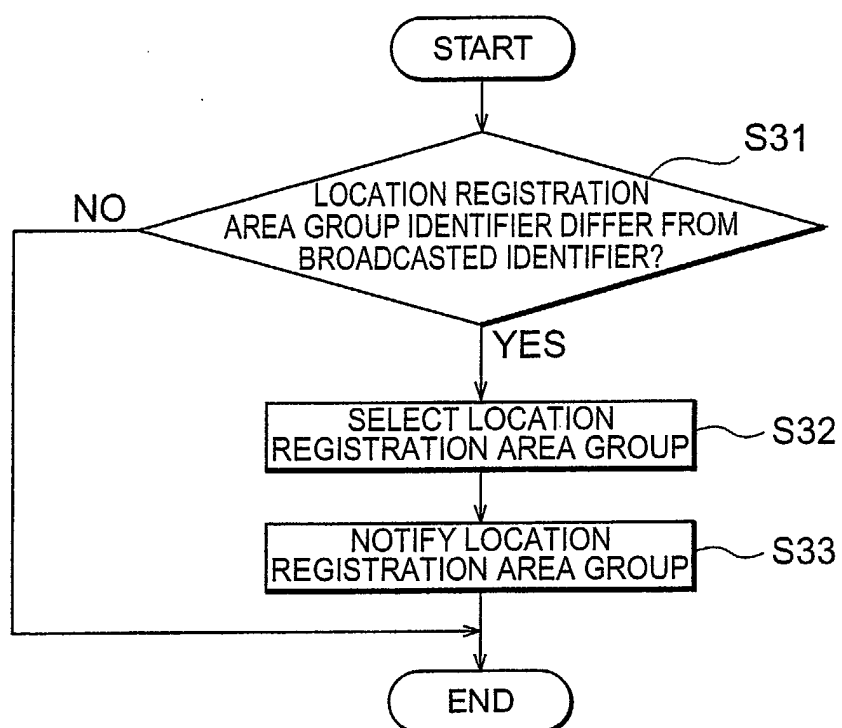 START
S31
LOCATION REGISTRATION
AREA GROUP IDENTIFIER DIFFER FROM
BROADCASTED IDENTIFIER?
NO
YES
SELECT LOCATION
REGISTRATION AREA GROUP
S32
NOTIFY LOCATION
REGISTRATION AREA GROUP
S33
END